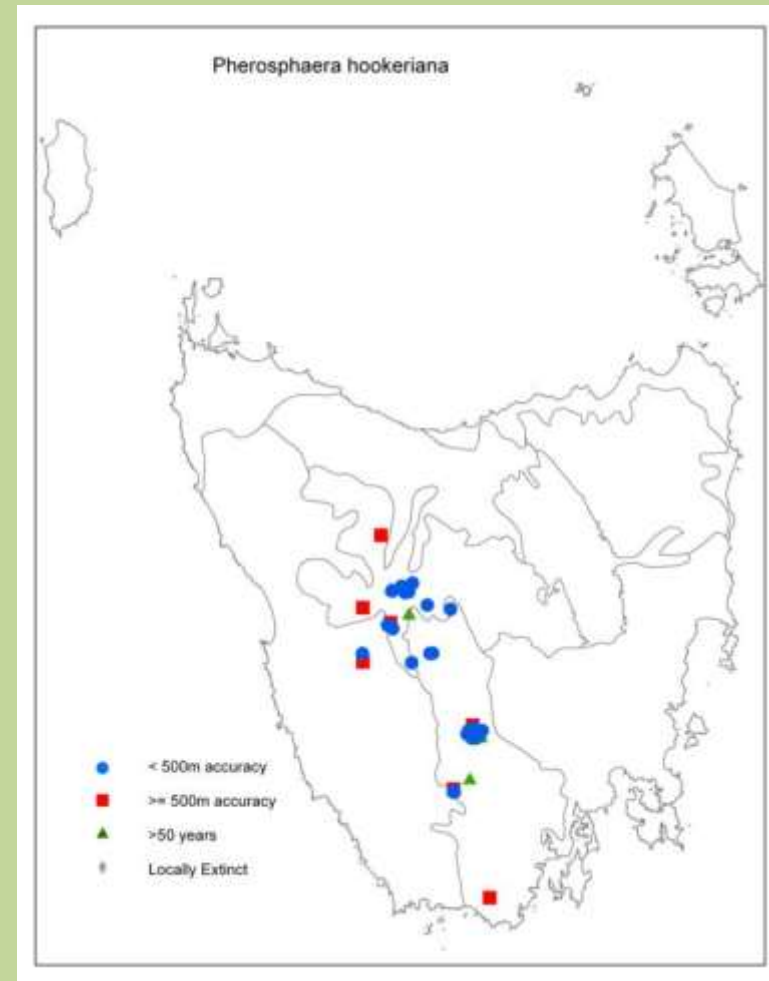 Pherosphaera hookeriana
< 500m accuracy
>= 500m accuracy
>50 years
Locally Extinct